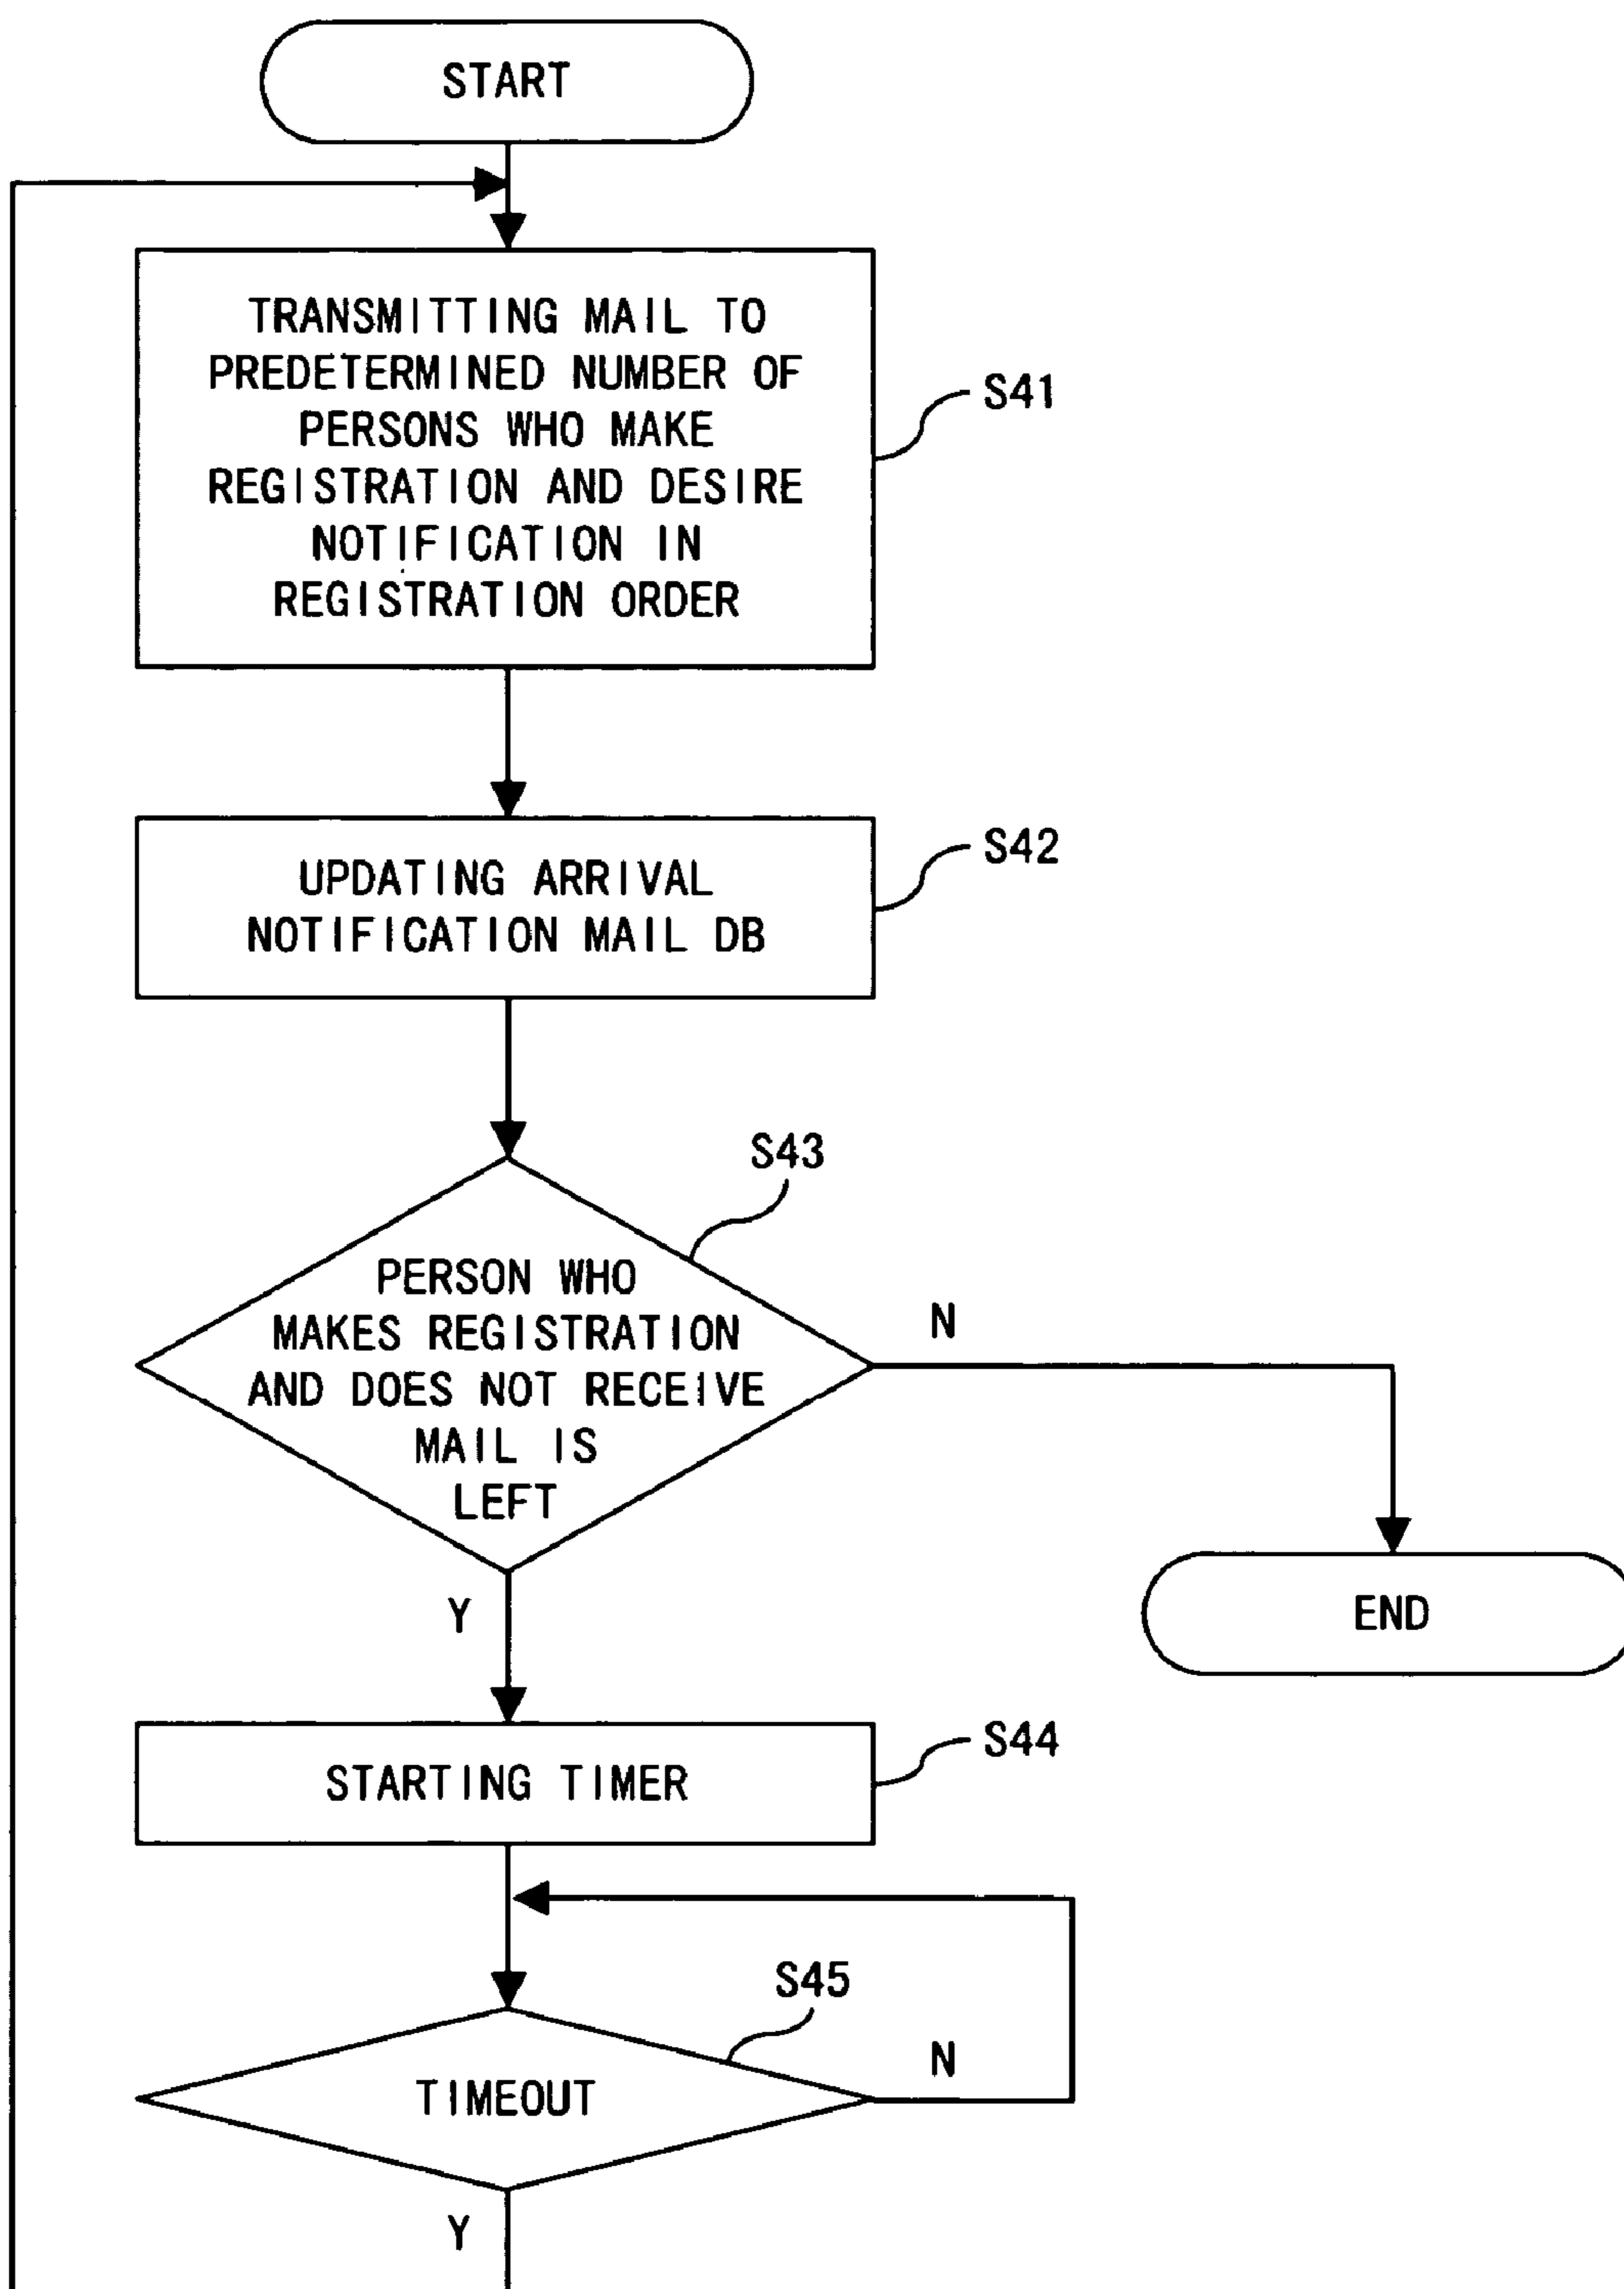 START
TRANSMITTING MAIL TO
PREDETERMINED NUMBER OF
PERSONS WHO MAKE
REGISTRATION AND DESIRE
NOTIFICATION IN
REGISTRATION ORDER
S41
UPDATING ARRIVAL
NOTIFICATION MAIL DB
S42
S43
PERSON WHO
MAKES REGISTRATION
AND DOES NOT RECEIVE
MAIL IS
LEFT
N
Y
END
STARTING TIMER
S44
S45
TIMEOUT
N
Y